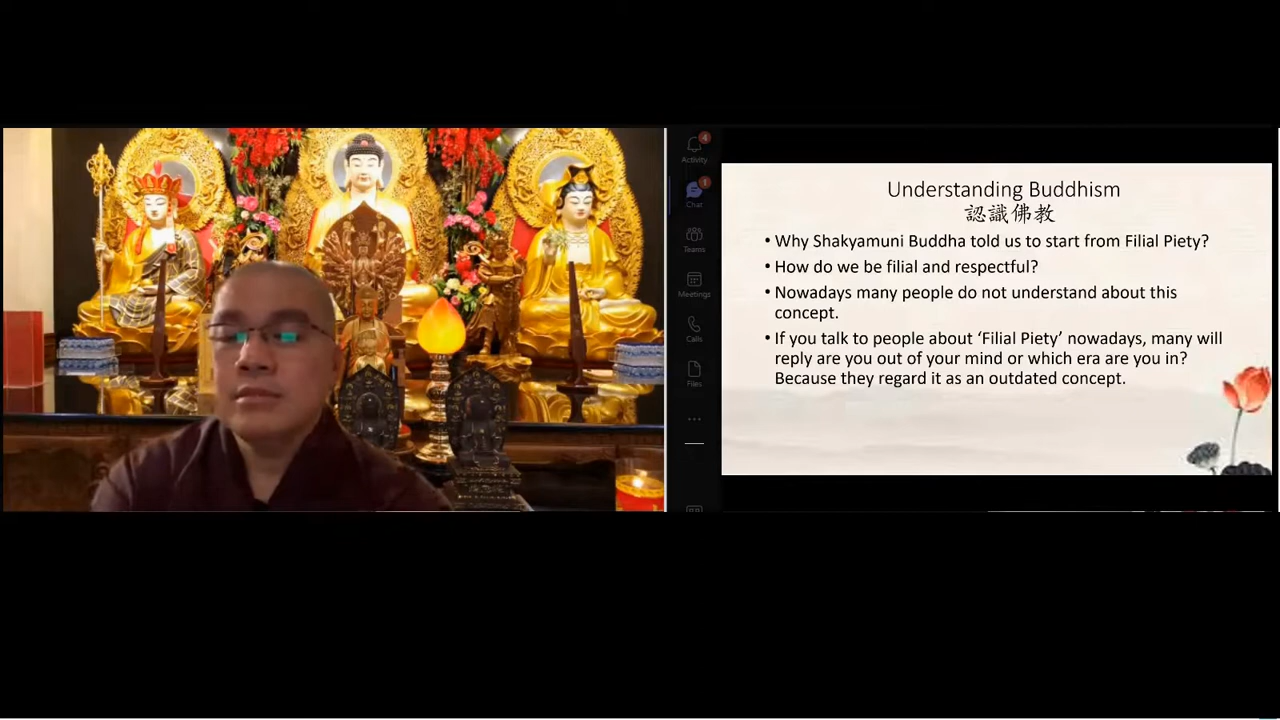 4
Activity
1
Chat
Teams
Meetings
Calls
Files
Understanding Buddhism
認識佛教
• Why Shakyamuni Buddha told us to start from Filial Piety?
• How do we be filial and respectful?
• Nowadays many people do not understand about this
concept.
• If you talk to people about ‘Filial Piety’ nowadays, many will
reply are you out of your mind or which era are you in?
Because they regard it as an outdated concept.